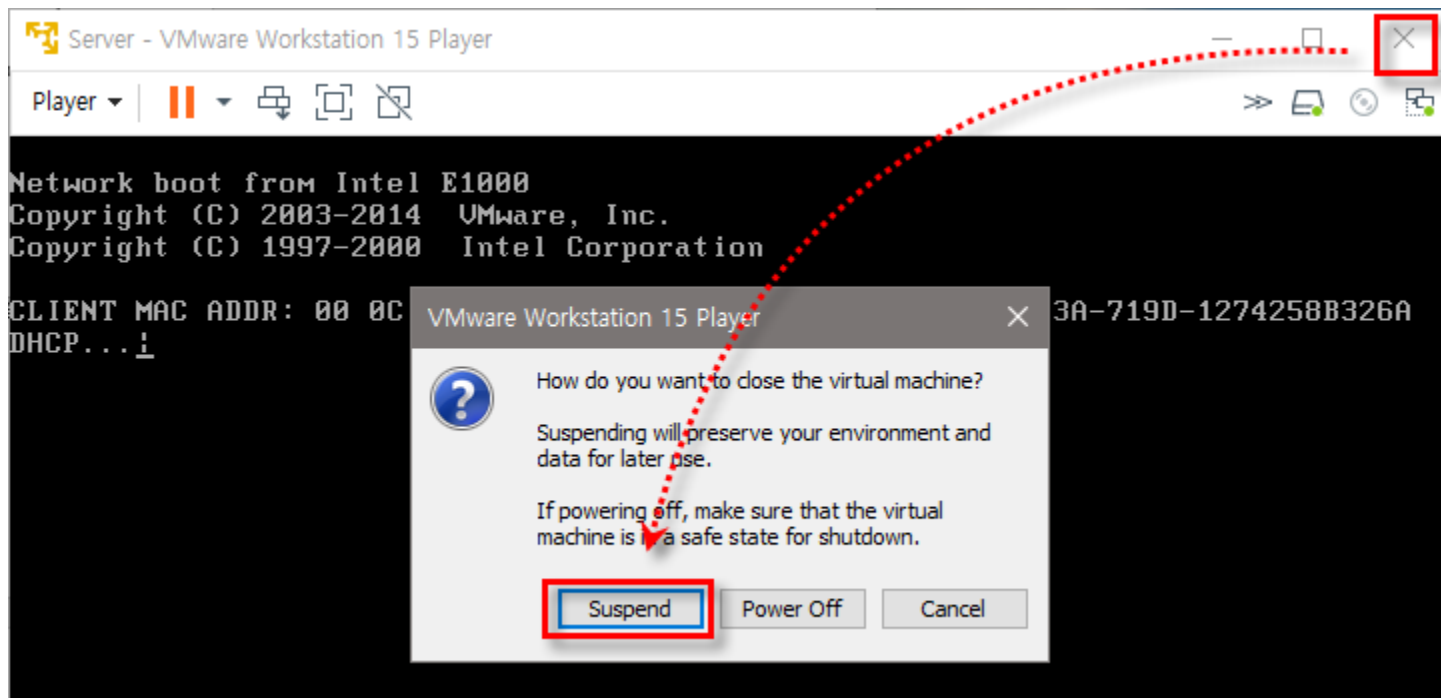 Server - VMware Workstation 15 Player
Player
Network boot from Intel E1000
Copyright (C) 2003-2014  VMware, Inc.
Copyright (C) 1997-2000  Intel Corporation
CLIENT MAC ADDR: 00 0C 3A-719D-1274258B326A
DHCP...
VMware Workstation 15 Player
How do you want to close the virtual machine?
Suspending will preserve your environment and
data for later use.
If powering off, make sure that the virtual
machine is in a safe state for shutdown.
Suspend
Power Off
Cancel